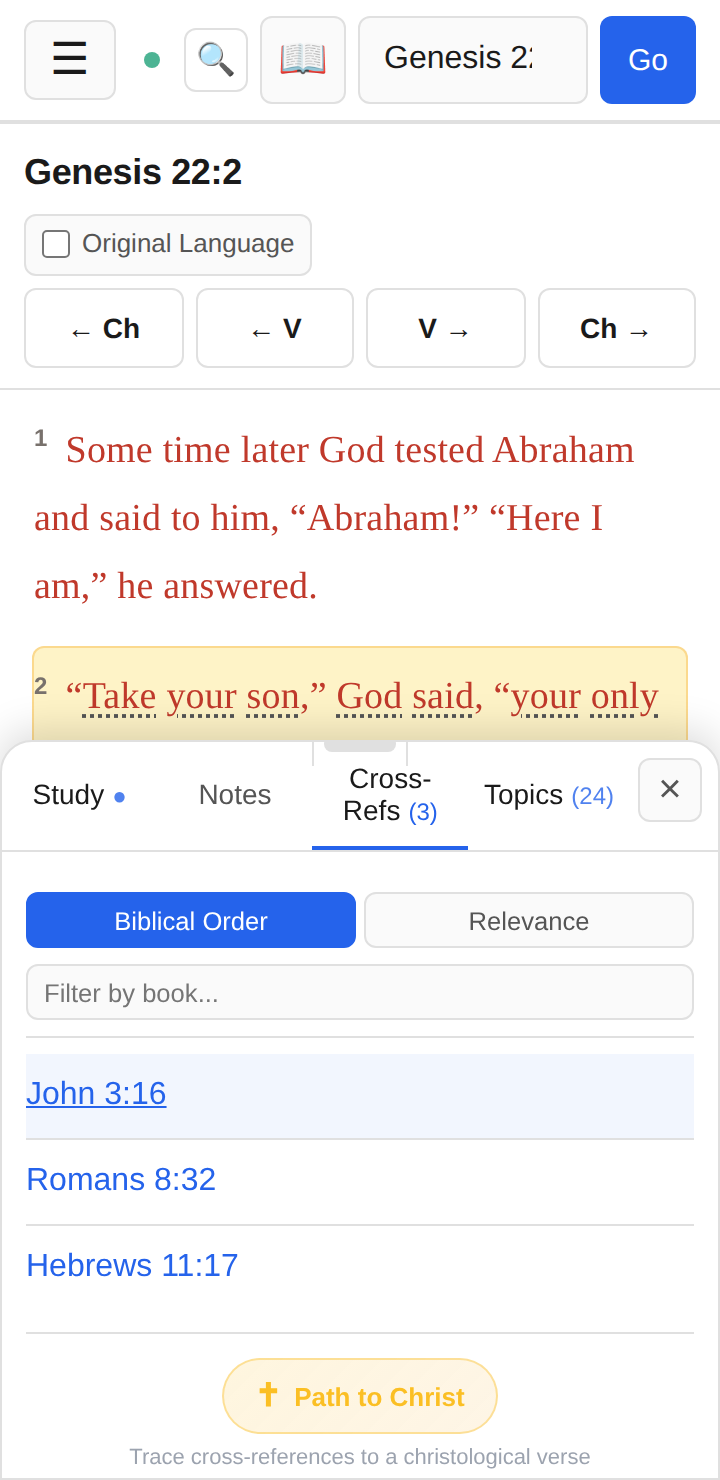 Genesis 22
Go
Genesis 22:2
Original Language
← Ch
← V
V →
Ch →
1 Some time later God tested Abraham
and said to him, “Abraham!” “Here I
am,” he answered.
2 “Take your son,” God said, “your only
Study
Notes
Cross-
Refs (3)
Topics (24)
✕
Biblical Order
Relevance
Filter by book...
John 3:16
Romans 8:32
Hebrews 11:17
✝ Path to Christ
Trace cross-references to a christological verse